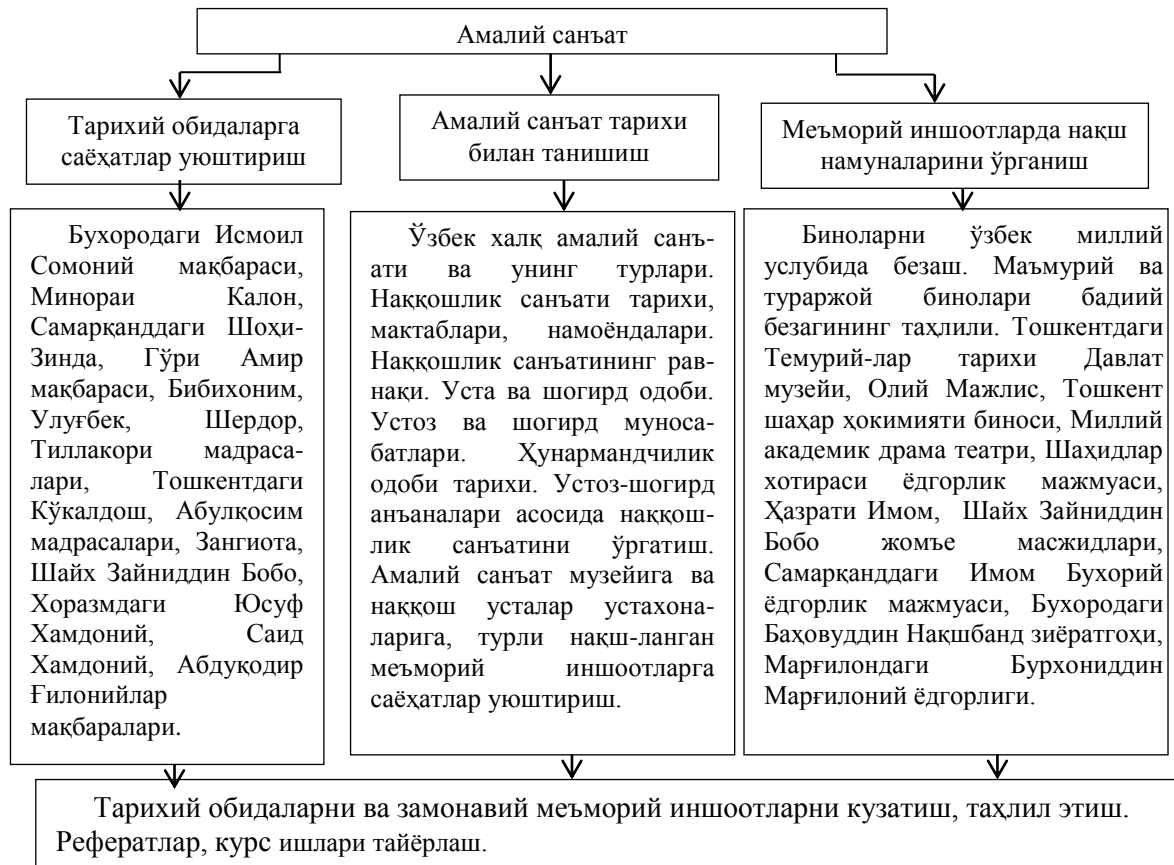 Амалий санъат
Тарихий обидаларга
саёҳатлар уюштириш
Амалий санъат тарихи
билан танишиш
Меъморий иншоотларда нақш
намуналарини ўрганиш
Бухородаги Исмоил
Сомоний мақбараси,
Минораи Калон,
Самарқанддаги Шоҳи-
Зинда, Гўри Амир
мақбараси, Бибихоним,
Улуғбек, Шердор,
Тиллакори мадраса-
лари, Тошкентдаги
Кўкалдош, Абулқосим
мадрасалари, Зангиота,
Шайх Зайниддин Бобо,
Хоразмдаги Юсуф
Хамдоний, Саид
Хамдоний, Абдуқодир
Ғилонийлар
мақбаралари.
Ўзбек халқ амалий санъ-
ати ва унинг турлари.
Наққошлик санъати тарихи,
мактаблари, намоёндалари.
Наққошлик санъатининг рав-
нақи. Уста ва шогирд одоби.
Устоз ва шогирд муноса-
батлари. Ҳунармандчилик
одоби тарихи. Устоз-шогирд
анъаналари асосида наққош-
лик санъатини ўргатиш.
Амалий санъат музейига ва
наққош усталар устахона-
ларига, турли нақш-ланган
меъморий иншоотларга
саёҳатлар уюштириш.
Биноларни ўзбек миллий
услубида безаш. Маъмурий ва
тураржой бинолари бадиий
безагининг таҳлили. Тошкентдаги
Темурий-лар тарихи Давлат
музейи, Олий Мажлис, Тошкент
шаҳар ҳокимияти биноси, Миллий
академик драма театри, Шаҳидлар
хотираси ёдгорлик мажмуаси,
Ҳазрати Имом, Шайх Зайниддин
Бобо жомъе масжидлари,
Самарқанддаги Имом Бухорий
ёдгорлик мажмуаси, Бухородаги
Баҳовуддин Нақшбанд зиёратгоҳи,
Марғилондаги Бурхониддин
Марғилоний ёдгорлиги.
Тарихий обидаларни ва замонавий меъморий иншоотларни кузатиш, таҳлил этиш.
Рефератлар, курс ишлари тайёрлаш.